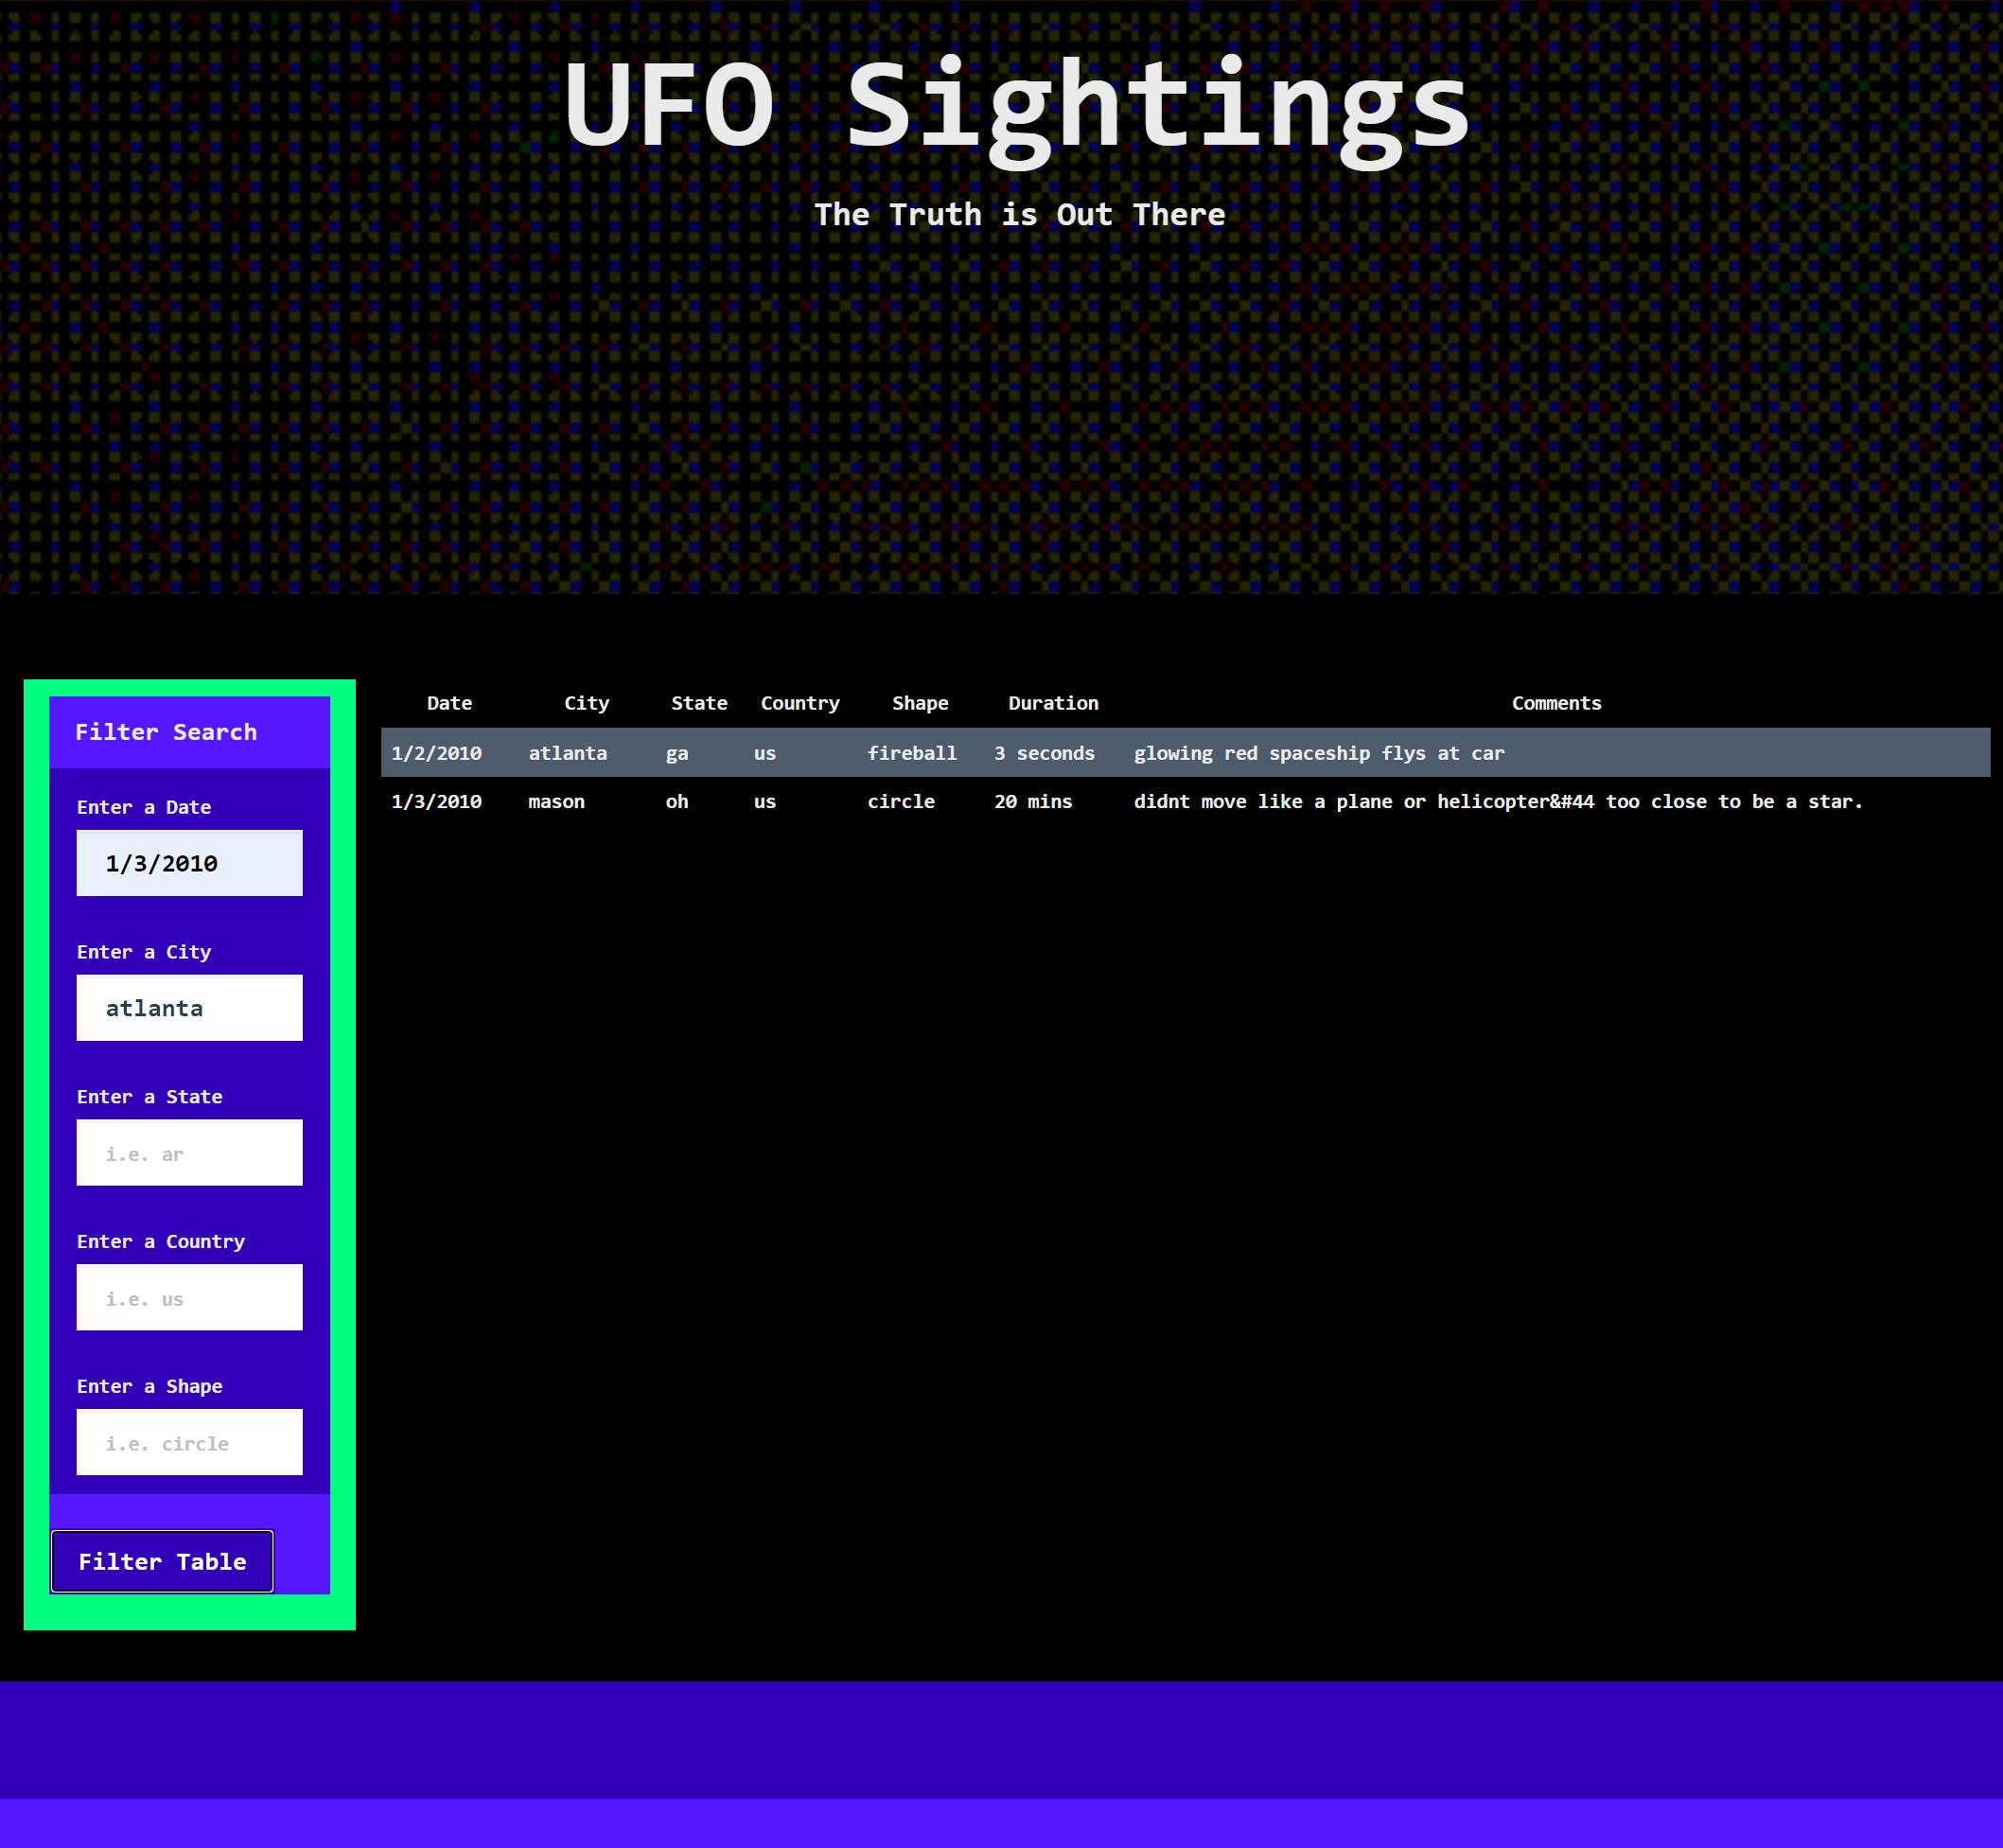 UFO Sightings
The Truth is Out There
Filter Search
Enter a Date
1/3/2010
Enter a City
atlanta
Enter a State
i.e. ar
Enter a Country
i.e. us
Enter a Shape
i.e. circle
Filter Table
Date City State Country Shape Duration Comments
1/2/2010 atlanta ga us fireball 3 seconds glowing red spaceship flys at car
1/3/2010 mason oh us circle 20 mins didnt move like a plane or helicopter&#44 too close to be a star.